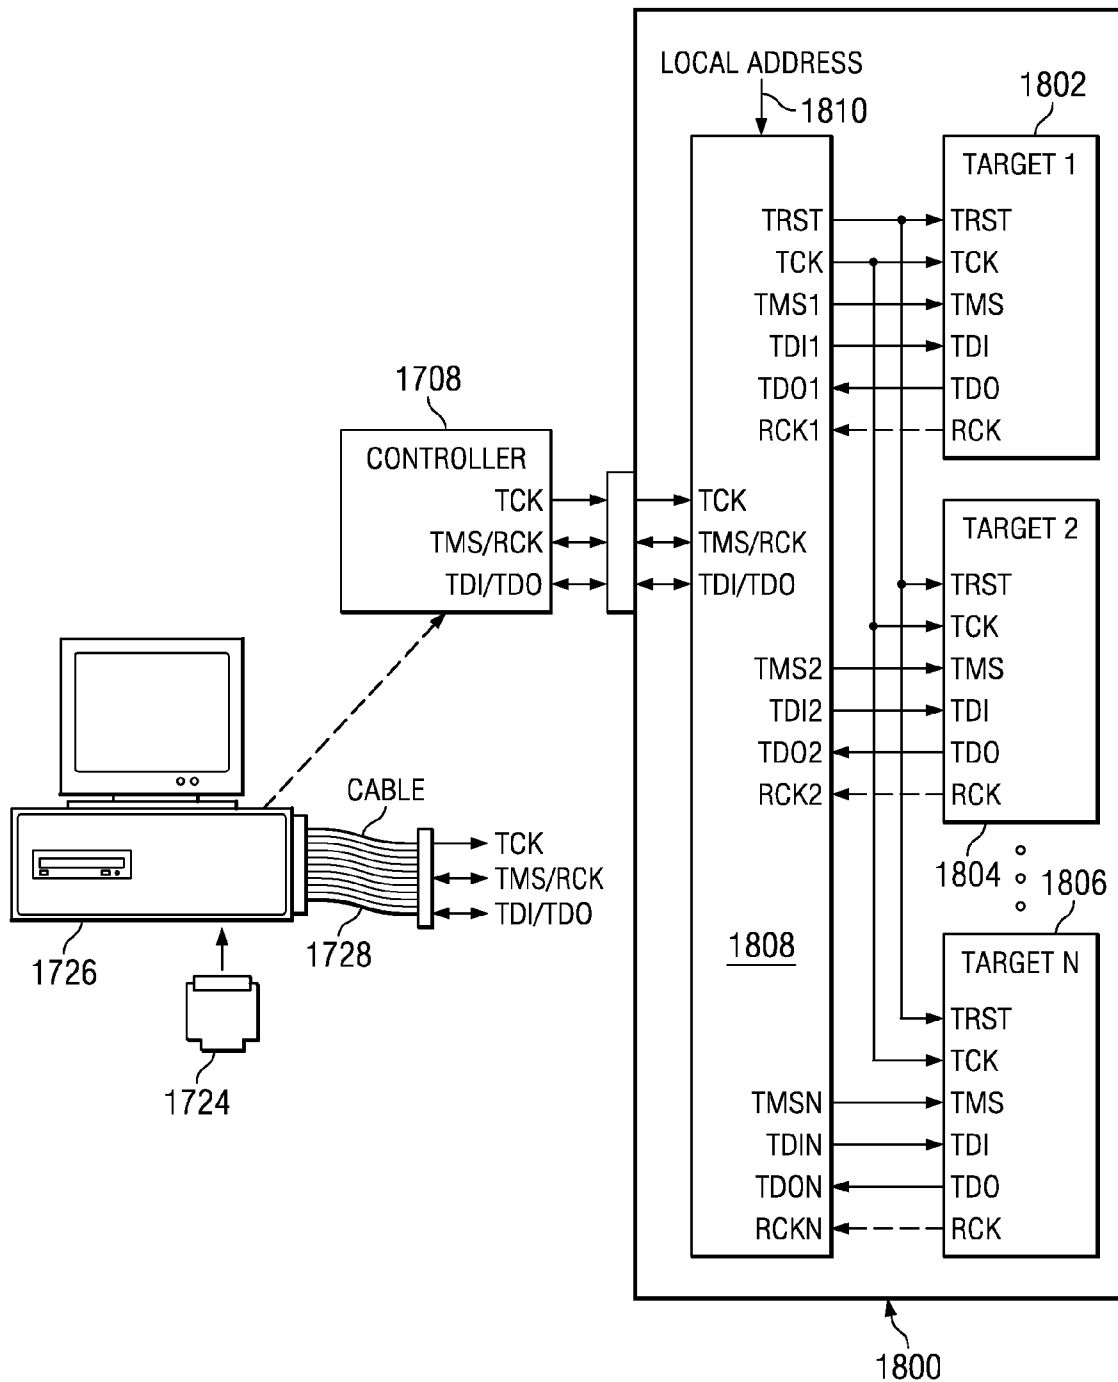 LOCAL ADDRESS
1810
1802
TARGET 1
TRST
TCK
TMS1
TDI1
TDO1
RCK1
TRST
TCK
TMS
TDI
TDO
RCK
1708
CONTROLLER
TCK
TMS/RCK
TDI/TDO
TCK
TMS/RCK
TDI/TDO
TARGET 2
TRST
TCK
TMS
TDI
TDO
RCK
TMS2
TDI2
TDO2
RCK2
1804
1806
CABLE
TCK
TMS/RCK
TDI/TDO
1726
1728
1724
1808
TARGET N
TRST
TCK
TMS
TDI
TDO
RCK
TMSN
TDIN
TDON
RCKN
1800